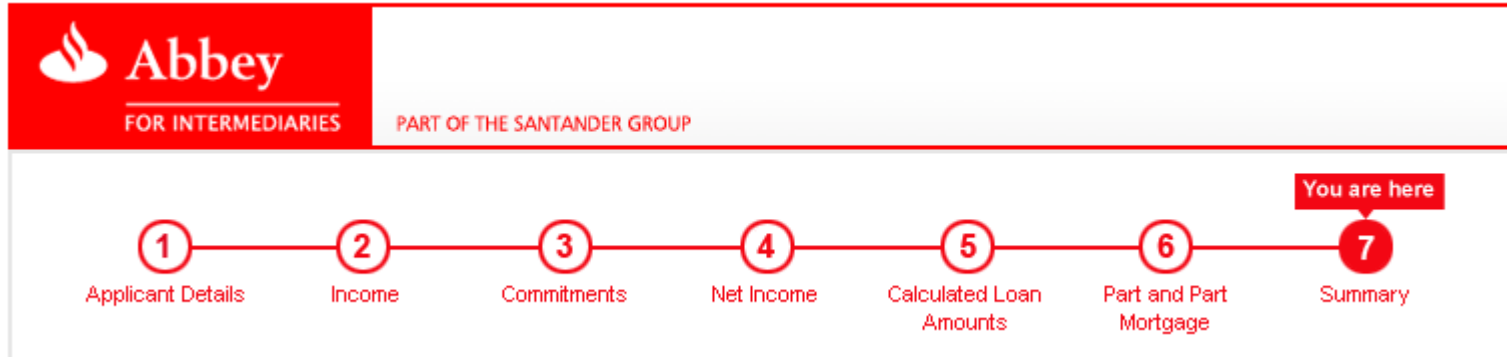 Abbey
FOR INTERMEDIARIES
PART OF THE SANTANDER GROUP
You are here
1 2 3 4 5 6 7
Applicant Details Income Commitments Net Income Calculated Loan Part and Part Summary
Amounts Mortgage